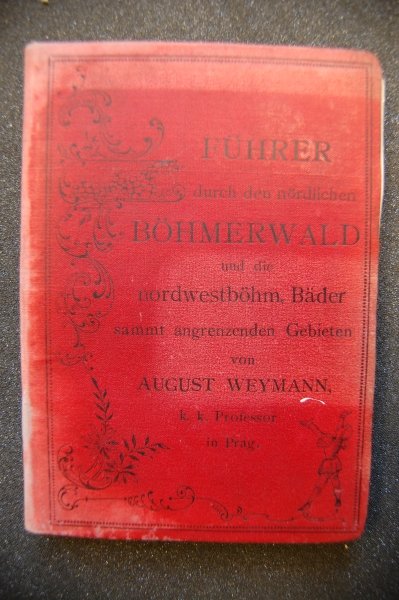 FÜHRER
durch den nördlichen
BÖHMERWALD
und die
nordwestböhm. Bäder
sammt angrenzenden Gebieten
von
AUGUST WEYMANN,
k. k. Professor
in Prag.